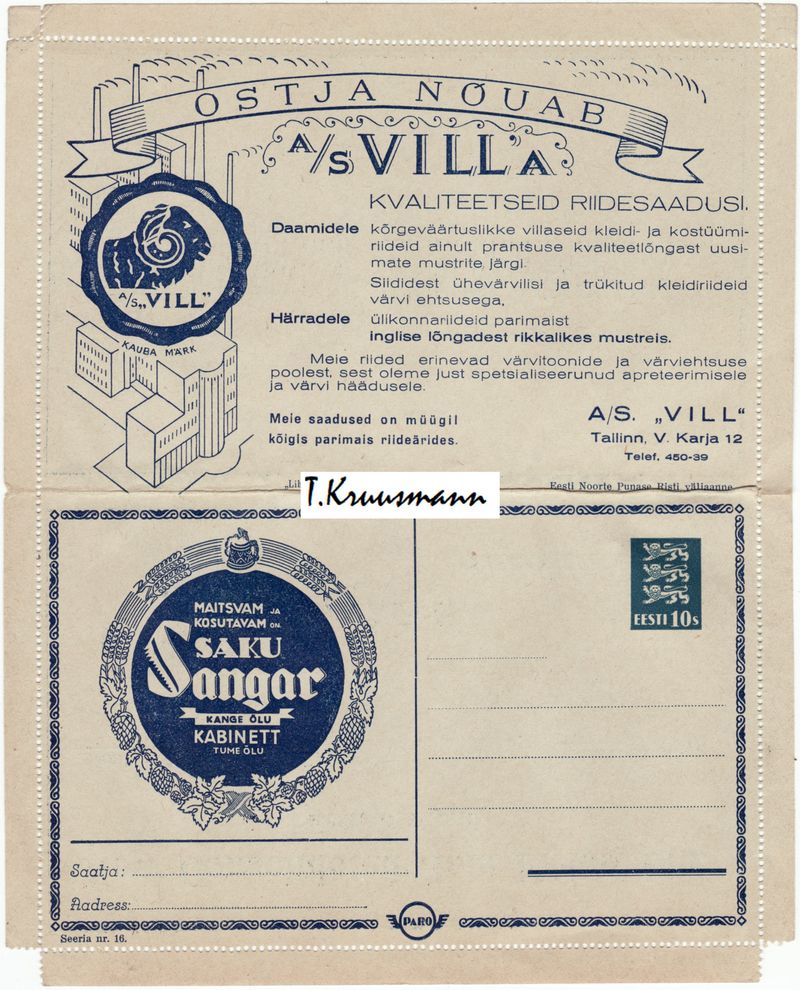 OSTJA NÕUAB
A/S „VILL"A
KVALITEETSEID RIIDESAADUSI.
Daamidele kõrgeväärtuslikke villaseid kleidi- ja kostüümi-
riideid ainult prantsuse kvaliteetlõngast uusi-
mate mustrite järgi.
Siididest ühevärvilisi ja trükitud kleidiriideid
värvi ehtsusega,
Härradele ülikonnariideid parimaist
inglise lõngadest rikkalikes mustreis.
Meie riided erinevad värvitoonide ja värviehtsuse
poolest, sest oleme just spetsialiseerunud apreteerimisele
ja värvi häädusele.
A/S „VILL"
KAUBA MÄRK
Meie saadused on müügil
kõigis parimais riideärides.
A/S. „VILL"
Tallinn, V. Karja 12
Telef. 450-39
T.Kruusmann
Eesti Noorte Punase Risti väljaanne
MAITSVAM JA
KOSUTAVAM ON
SAKU
Sangar
KANGE ÕLU
KABINETT
TUME ÕLU
EESTI 10s
Saatja:
Aadress:
PARO
Seeria nr. 16.